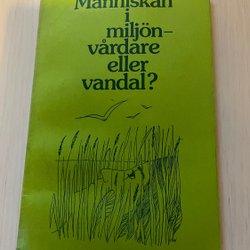 Människan
i
miljön-
vårdare
eller
vandal?